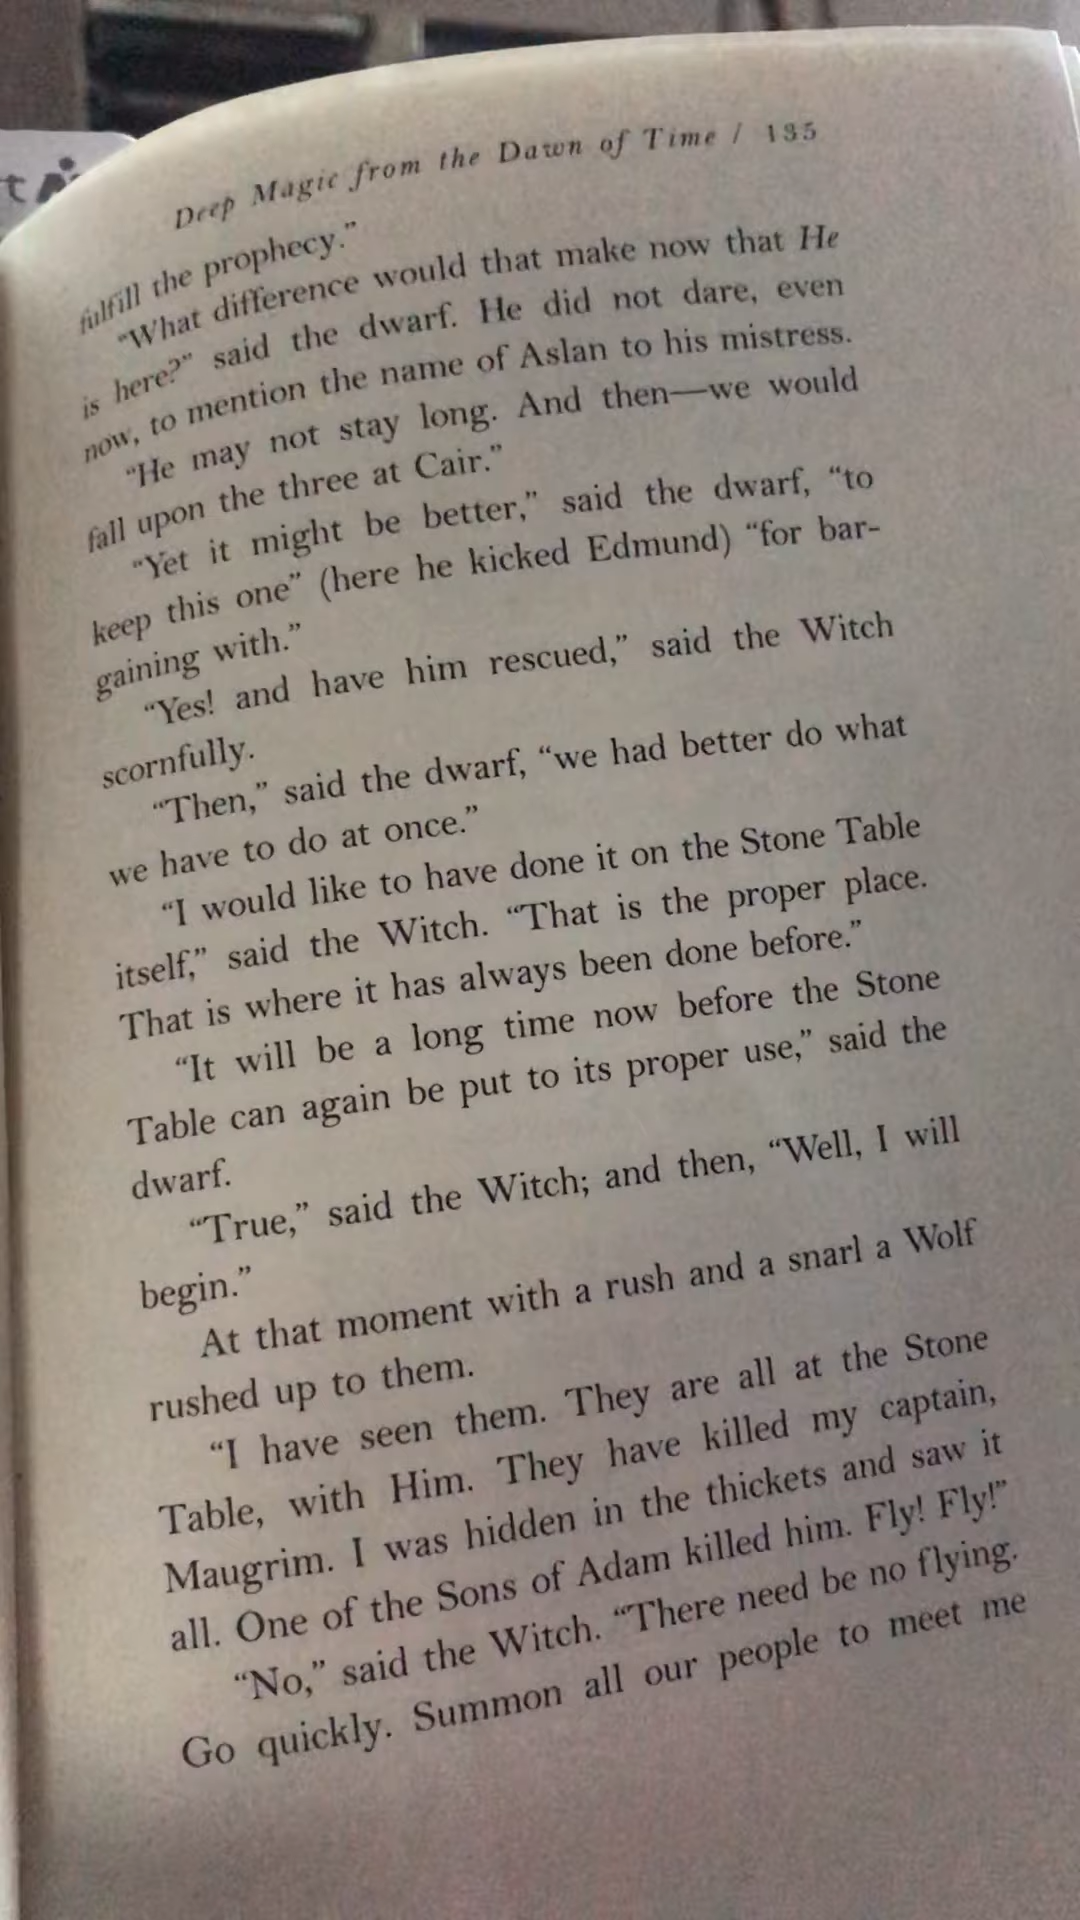 Deep Magic from the Dawn of Time / 135
fulfill the prophecy.”
“What difference would that make now that He
is here?” said the dwarf. He did not dare, even
now, to mention the name of Aslan to his mistress.
“He may not stay long. And then—we would
fall upon the three at Cair.”
“Yet it might be better,” said the dwarf, “to
keep this one” (here he kicked Edmund) “for bar-
gaining with.”
“Yes! and have him rescued,” said the Witch
scornfully.
“Then,” said the dwarf, “we had better do what
we have to do at once.”
“I would like to have done it on the Stone Table
itself,” said the Witch. “That is the proper place.
That is where it has always been done before.”
“It will be a long time now before the Stone
Table can again be put to its proper use,” said the
dwarf.
“True,” said the Witch; and then, “Well, I will
begin.”
At that moment with a rush and a snarl a Wolf
rushed up to them.
“I have seen them. They are all at the Stone
Table, with Him. They have killed my captain,
Maugrim. I was hidden in the thickets and saw it
all. One of the Sons of Adam killed him. Fly! Fly!”
“No,” said the Witch. “There need be no flying.
Go quickly. Summon all our people to meet me